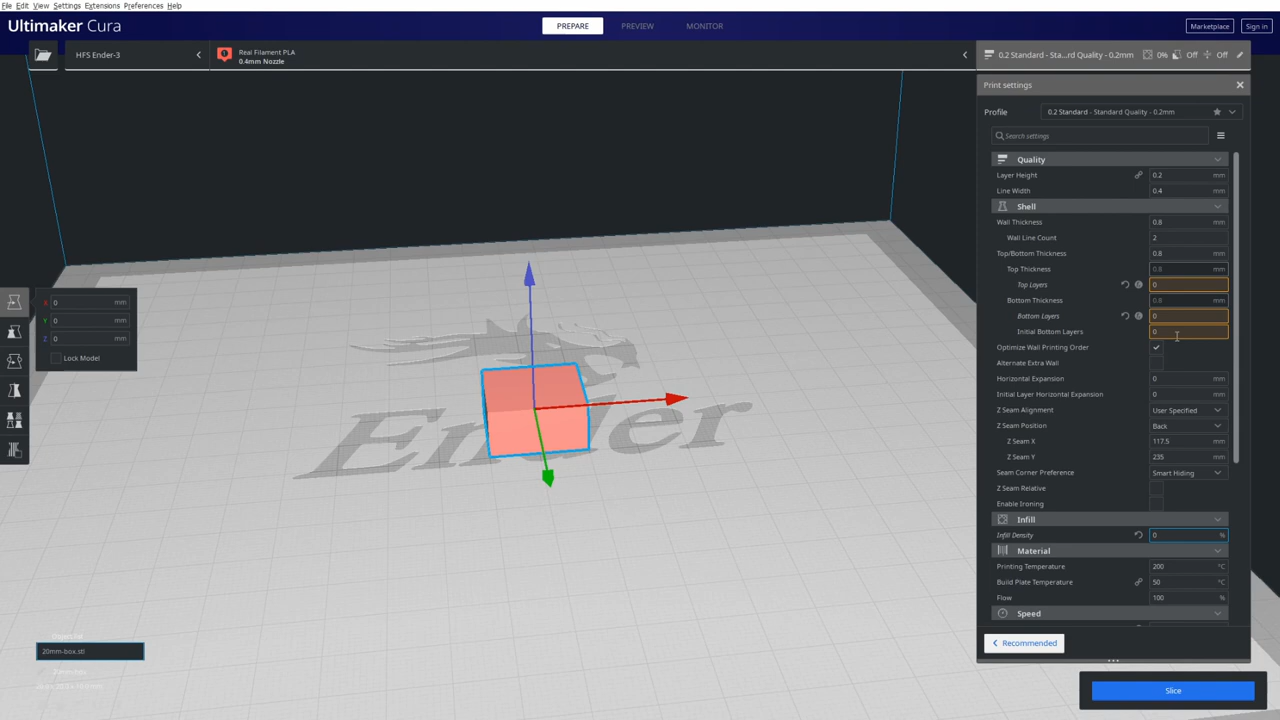 File Edit View Settings Extensions Preferences Help
Ultimaker Cura
PREPARE PREVIEW MONITOR
Marketplace Sign in
HFS Ender-3
Real Filament PLA
0.4mm Nozzle
0.2 Standard - Sta...rd Quality - 0.2mm 0% Off Off
Print settings
Profile 0.2 Standard - Standard Quality - 0.2mm
Search settings
Quality
Layer Height 0.2 mm
Line Width 0.4 mm
Shell
Wall Thickness 0.8 mm
Wall Line Count 2
Top/Bottom Thickness 0.8 mm
Top Thickness 0.8 mm
Top Layers 0
Bottom Thickness 0.8 mm
Bottom Layers 0
Initial Bottom Layers 0
Optimize Wall Printing Order
Alternate Extra Wall
Horizontal Expansion 0 mm
Initial Layer Horizontal Expansion 0 mm
Z Seam Alignment User Specified
Z Seam Position Back
Z Seam X 117.5 mm
Z Seam Y 235 mm
Seam Corner Preference Smart Hiding
Z Seam Relative
Enable Ironing
Infill
Infill Density 0 %
Material
Printing Temperature 200 °C
Build Plate Temperature 50 °C
Flow 100 %
Speed
Recommended
Slice
X 0 mm
Y 0 mm
Z 0 mm
Lock Model
Ender
20mm-box.stl